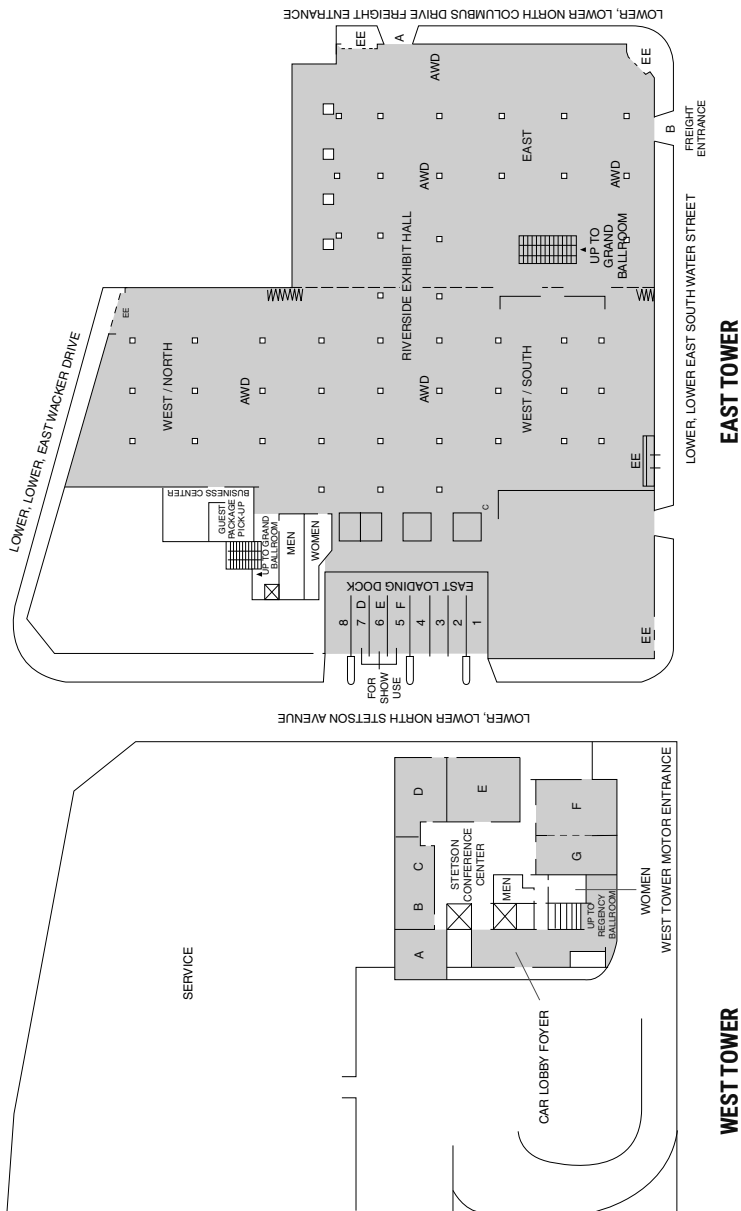 LOWER, LOWER, EAST WACKER DRIVE
LOWER, LOWER NORTH COLUMBUS DRIVE FREIGHT ENTRANCE
LOWER, LOWER NORTH STETSON AVENUE
LOWER, LOWER EAST SOUTH WATER STREET
EE
EE
EE
EE
EE
A
B
FREIGHT
ENTRANCE
WEST / NORTH
AWD
AWD
AWD
AWD
AWD
RIVERSIDE EXHIBIT HALL
EAST
WEST / SOUTH
UP TO
GRAND
BALLROOM
BUSINESS CENTER
GUEST
PACKAGE
PICK-UP
UP TO GRAND
BALLROOM
MEN
WOMEN
C
EAST LOADING DOCK
8
7 D
6 E
5 F
4
3
2
1
FOR
SHOW
USE
EAST TOWER
SERVICE
A
B
C
D
E
F
G
STETSON
CONFERENCE
CENTER
MEN
WOMEN
UP TO
REGENCY
BALLROOM
CAR LOBBY FOYER
WEST TOWER MOTOR ENTRANCE
WEST TOWER